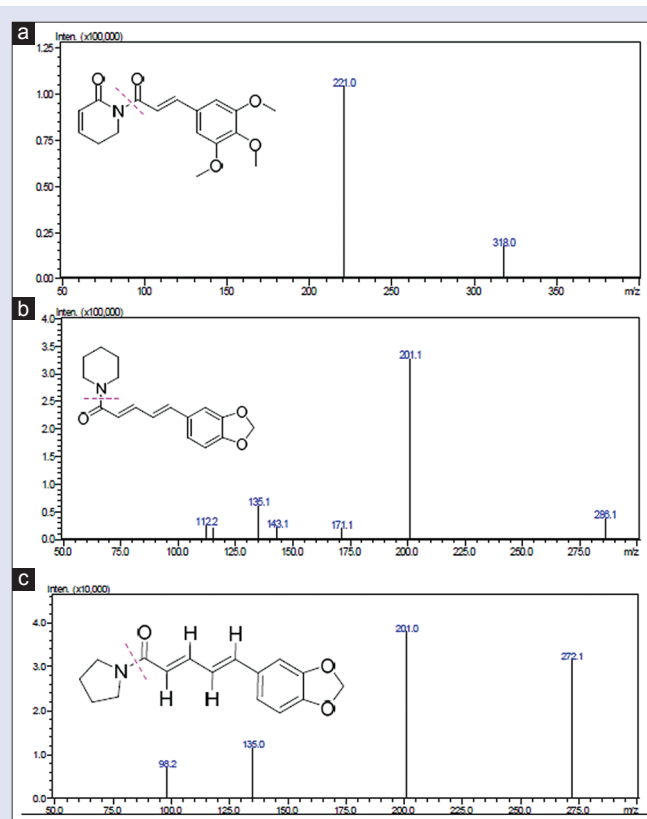 a
Inten. (x100,000)
1.25
1.00
0.75
0.50
0.25
0.00
221.0
318.0
O O
N
O
O
O
50 100 150 200 250 300 350 m/z
b
Inten. (x100,000)
4.0
3.5
3.0
2.5
2.0
1.5
1.0
0.5
0.0
N
O
O
O
201.1
112.2
135.1
143.1
171.1
286.1
50.0 75.0 100.0 125.0 150.0 175.0 200.0 225.0 250.0 275.0 m/z
c
Inten. (x10,000)
4.0
3.0
2.0
1.0
0.0
O H H
N
H H
O
O
98.2
135.0
201.0
272.1
50.0 75.0 100.0 125.0 150.0 175.0 200.0 225.0 250.0 275.0 m/z